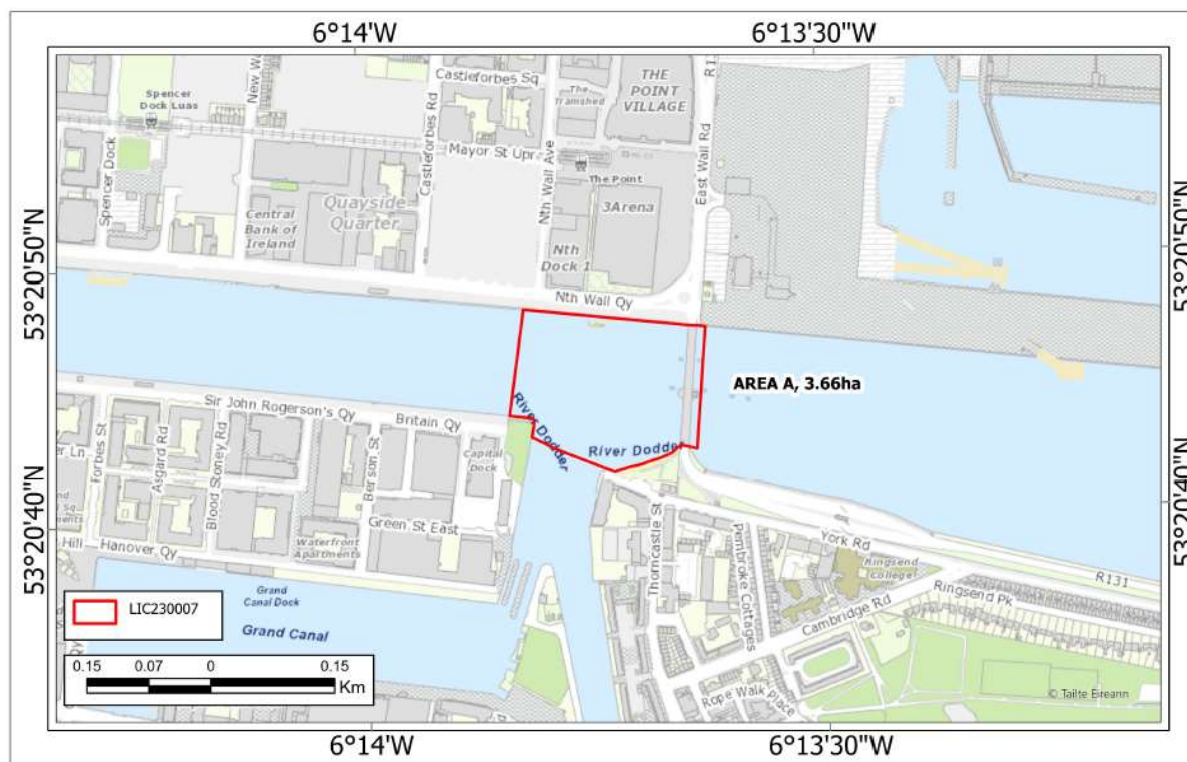 6°14'W
6°13'30"W
53°20'50"N
53°20'40"N
53°20'50"N
53°20'40"N
6°14'W
6°13'30"W
Spencer
Dock Luas
New W
Castleforbes Sq
Castleforbes Rd
The
Tramshed
THE
POINT
VILLAGE
R13
Mayor St Upr
Nth Wall Ave
The Point
East Wall Rd
Spencer Dock
Central
Bank of
Ireland
Quayside
Quarter
3Arena
Nth
Dock 1
Nth Wall Qy
AREA A, 3.66ha
Sir John Rogerson's Qy
Britain Qy
River Dodder
River Dodder
Capital
Dock
Forbes St
Asgard Rd
Blood Stoney Rd
Benson St
Green St East
Waterfront
Apartments
Hill
Hanover Qy
Grand
Canal Dock
Grand Canal
Thorncastle St
Pembroke Cottages
York Rd
Ringsend
College
Cambridge Rd
Ringsend Pk
R131
Rope Walk Place
LIC230007
0.15
0.07
0
0.15
Km
© Tailte Éireann